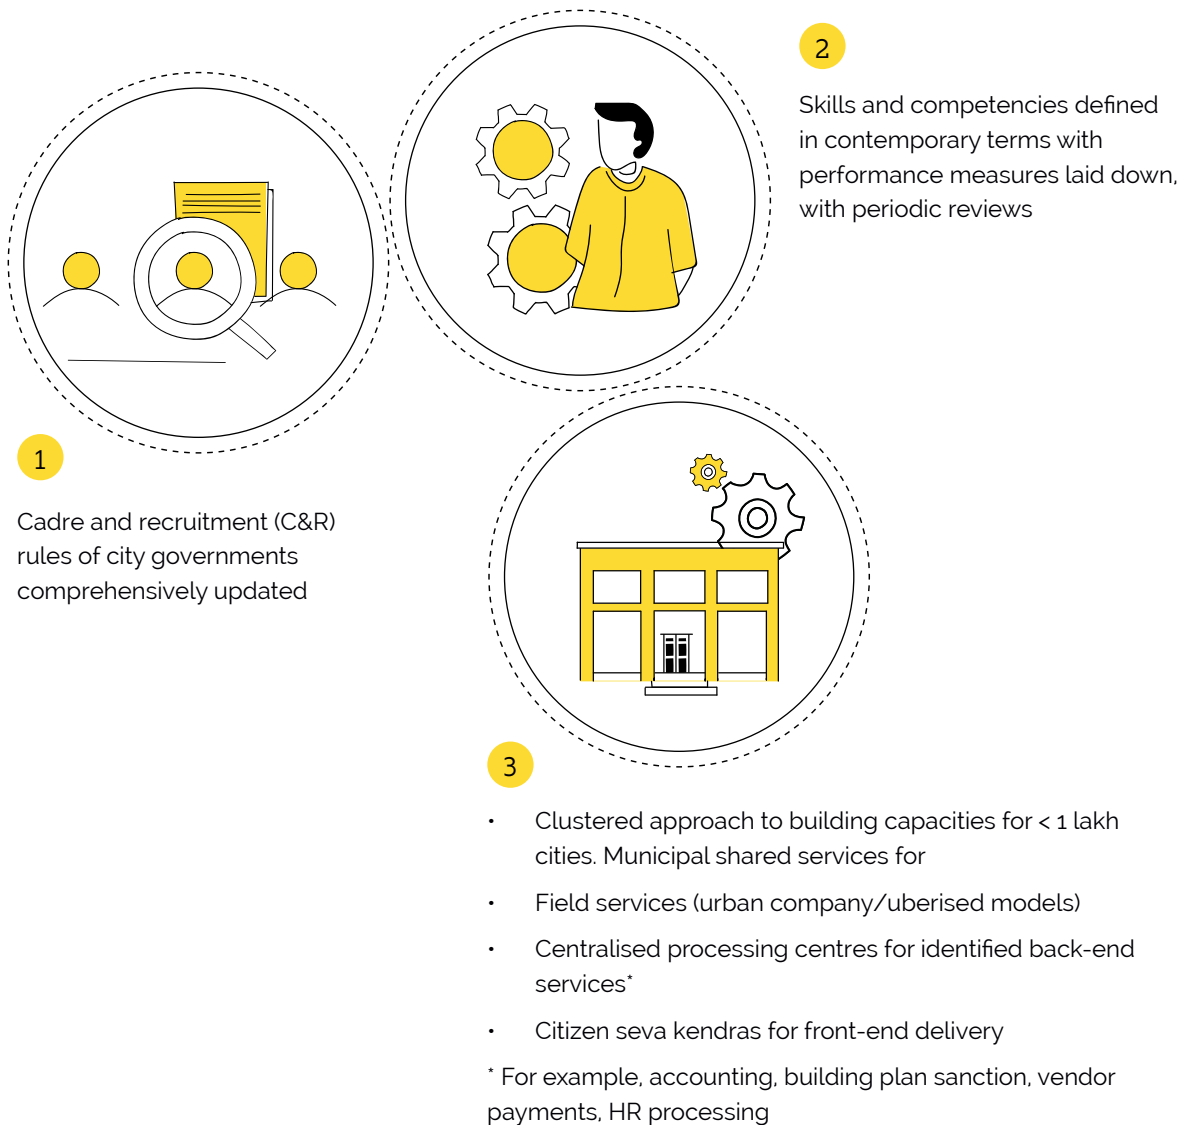 1
Cadre and recruitment (C&R)
rules of city governments
comprehensively updated
2
Skills and competencies defined
in contemporary terms with
performance measures laid down,
with periodic reviews
3
• Clustered approach to building capacities for < 1 lakh
cities. Municipal shared services for
• Field services (urban company/uberised models)
• Centralised processing centres for identified back-end
services*
• Citizen seva kendras for front-end delivery
* For example, accounting, building plan sanction, vendor
payments, HR processing